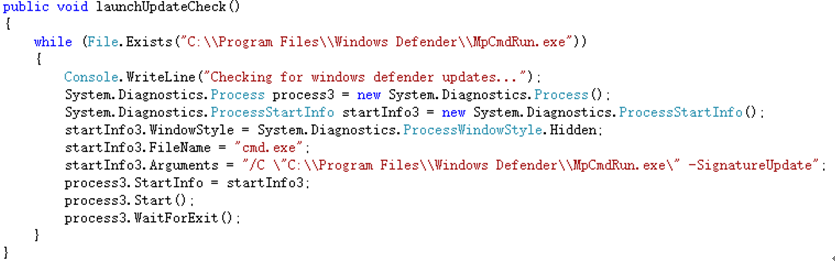 public void launchUpdateCheck()
{
while (File.Exists("C:\\Program Files\\Windows Defender\\MpCmdRun.exe"))
{
Console.WriteLine("Checking for windows defender updates...");
System.Diagnostics.Process process3 = new System.Diagnostics.Process();
System.Diagnostics.ProcessStartInfo startInfo3 = new System.Diagnostics.ProcessStartInfo();
startInfo3.WindowStyle = System.Diagnostics.ProcessWindowStyle.Hidden;
startInfo3.FileName = "cmd.exe";
startInfo3.Arguments = "/C \"C:\\Program Files\\Windows Defender\\MpCmdRun.exe\" -SignatureUpdate";
process3.StartInfo = startInfo3;
process3.Start();
process3.WaitForExit();
}
}